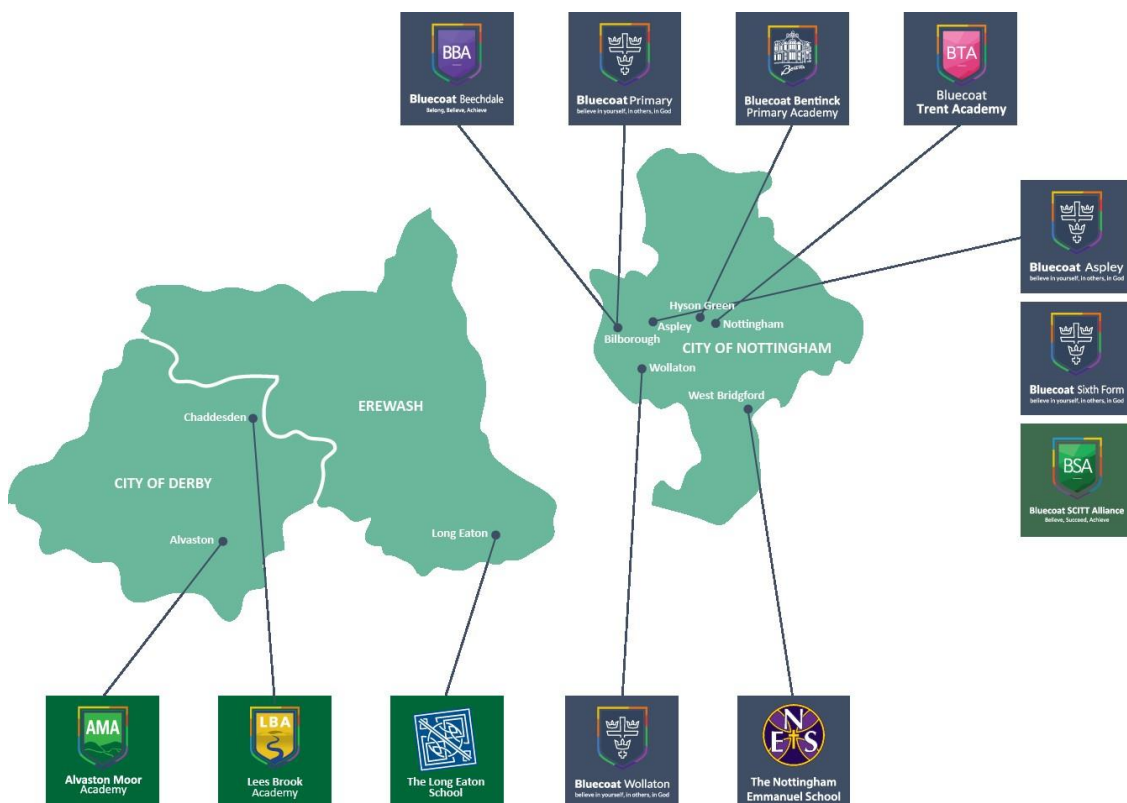 BBA
Bluecoat Beechdale
Belong, Believe, Achieve
Bluecoat Primary
believe in yourself, in others, in God
Bluecoat Bentinck
Primary Academy
BTA
Bluecoat
Trent Academy
Bluecoat Aspley
believe in yourself, in others, in God
Hyson Green
Aspley
Nottingham
Bilborough
CITY OF NOTTINGHAM
Bluecoat Sixth Form
believe in yourself, in others, in God
Wollaton
West Bridgford
EREWASH
Chaddesden
BSA
Bluecoat SCITT Alliance
Believe, Succeed, Achieve
CITY OF DERBY
Alvaston
Long Eaton
AMA
Alvaston Moor
Academy
LBA
Lees Brook
Academy
The Long Eaton
School
Bluecoat Wollaton
believe in yourself, in others, in God
N
E S
The Nottingham
Emmanuel School